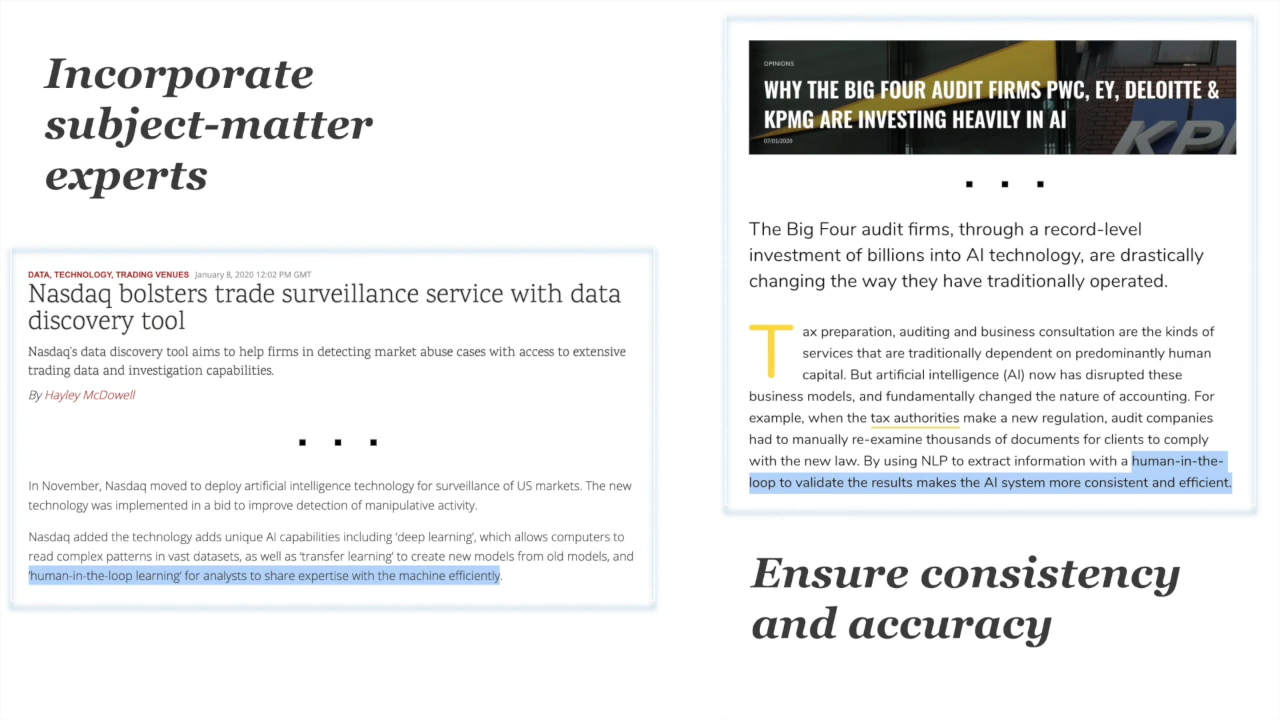 Incorporate
subject-matter
experts
DATA, TECHNOLOGY, TRADING VENUES January 8, 2020 12:02 PM GMT
Nasdaq bolsters trade surveillance service with data
discovery tool
Nasdaq's data discovery tool aims to help firms in detecting market abuse cases with access to extensive
trading data and investigation capabilities.
By Hayley McDowell
In November, Nasdaq moved to deploy artificial intelligence technology for surveillance of US markets. The new
technology was implemented in a bid to improve detection of manipulative activity.
Nasdaq added the technology adds unique AI capabilities including ‘deep learning’, which allows computers to
read complex patterns in vast datasets, as well as ‘transfer learning’ to create new models from old models, and
‘human-in-the-loop learning’ for analysts to share expertise with the machine efficiently.
OPINIONS
WHY THE BIG FOUR AUDIT FIRMS PWC, EY, DELOITTE &
KPMG ARE INVESTING HEAVILY IN AI
07/01/2020
The Big Four audit firms, through a record-level
investment of billions into AI technology, are drastically
changing the way they have traditionally operated.
Tax preparation, auditing and business consultation are the kinds of
services that are traditionally dependent on predominantly human
capital. But artificial intelligence (AI) now has disrupted these
business models, and fundamentally changed the nature of accounting. For
example, when the tax authorities make a new regulation, audit companies
had to manually re-examine thousands of documents for clients to comply
with the new law. By using NLP to extract information with a human-in-the-
loop to validate the results makes the AI system more consistent and efficient.
Ensure consistency
and accuracy